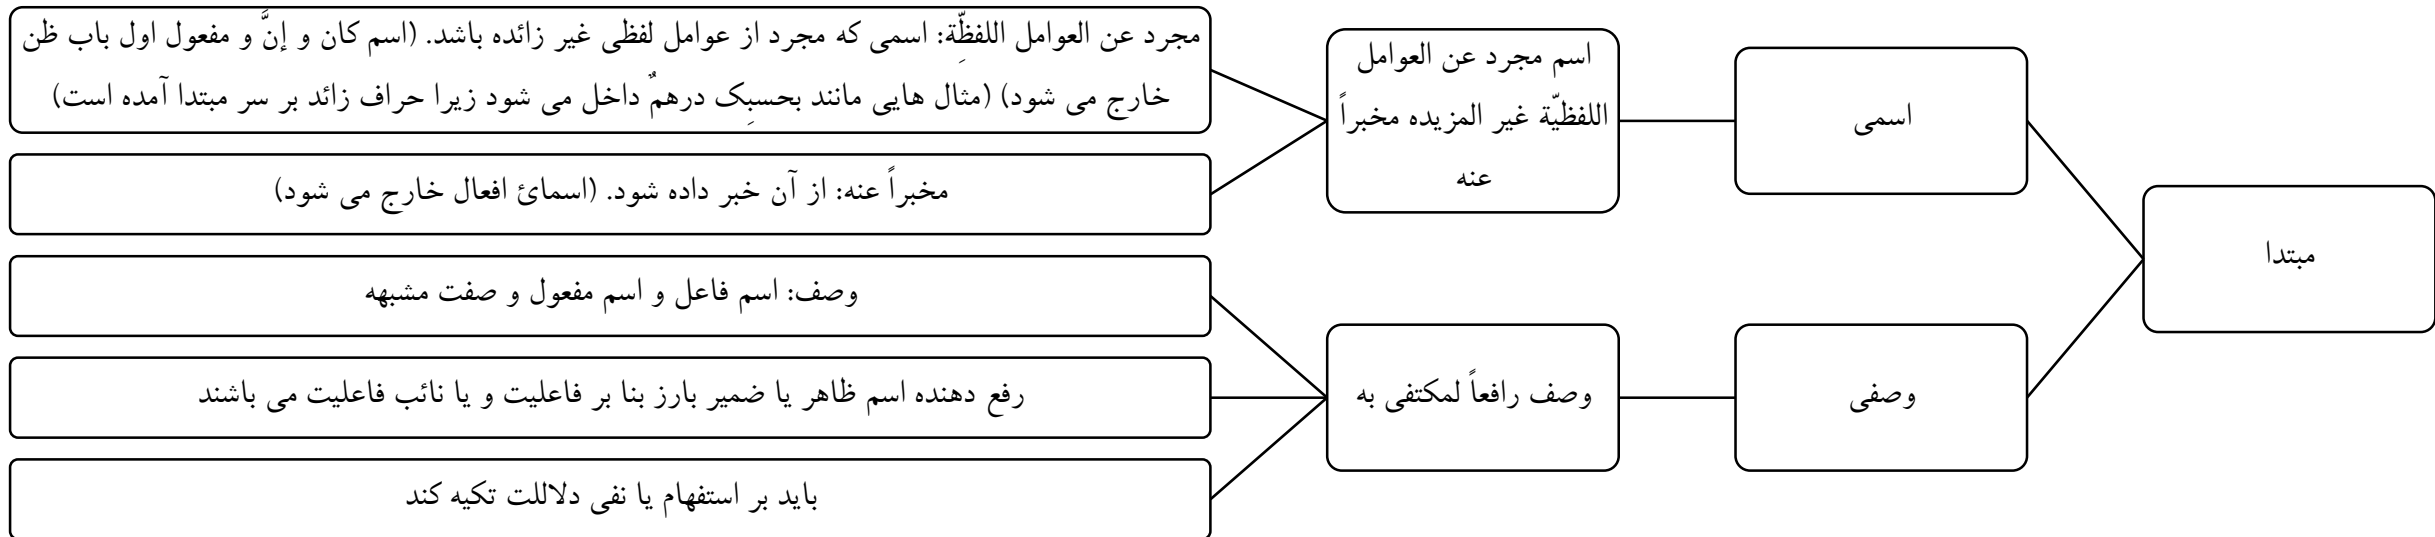 مبتدا
اسمی
اسم مجرد عن العوامل
اللفظیّة غیر المزیده مخبراً
عنه
مجرد عن العوامل اللفظِّة: اسمی که مجرد از عوامل لفظی غیر زائده باشد. (اسم کان و إنَّ و مفعول اول باب ظن
خارج می شود) (مثال هایی مانند بحسبِک درهمٌ داخل می شود زیرا حراف زائد بر سر مبتدا آمده است)
مخبراً عنه: از آن خبر داده شود. (اسمائ افعال خارج می شود)
وصفی
وصف رافعاً لمکتفی به
وصف: اسم فاعل و اسم مفعول و صفت مشبهه
رفع دهنده اسم ظاهر یا ضمیر بارز بنا بر فاعلیت و یا نائب فاعلیت می باشند
باید بر استفهام یا نفی دلاللت تکیه کند